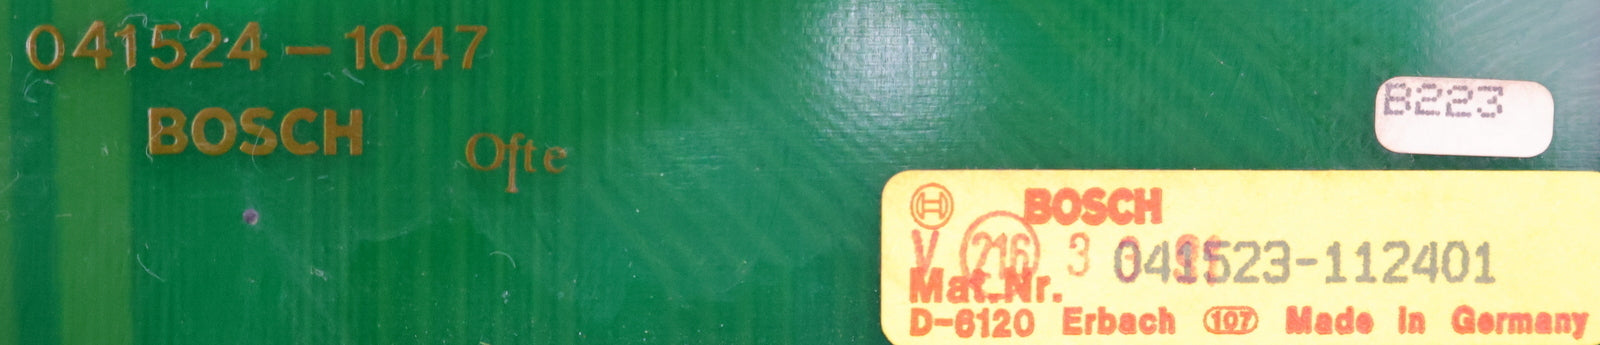 041524-1047
BOSCH
Ofte
B223
BOSCH
V 216 3
041523-112401
Mat.Nr.
D-6120 Erbach 107 Made in Germany